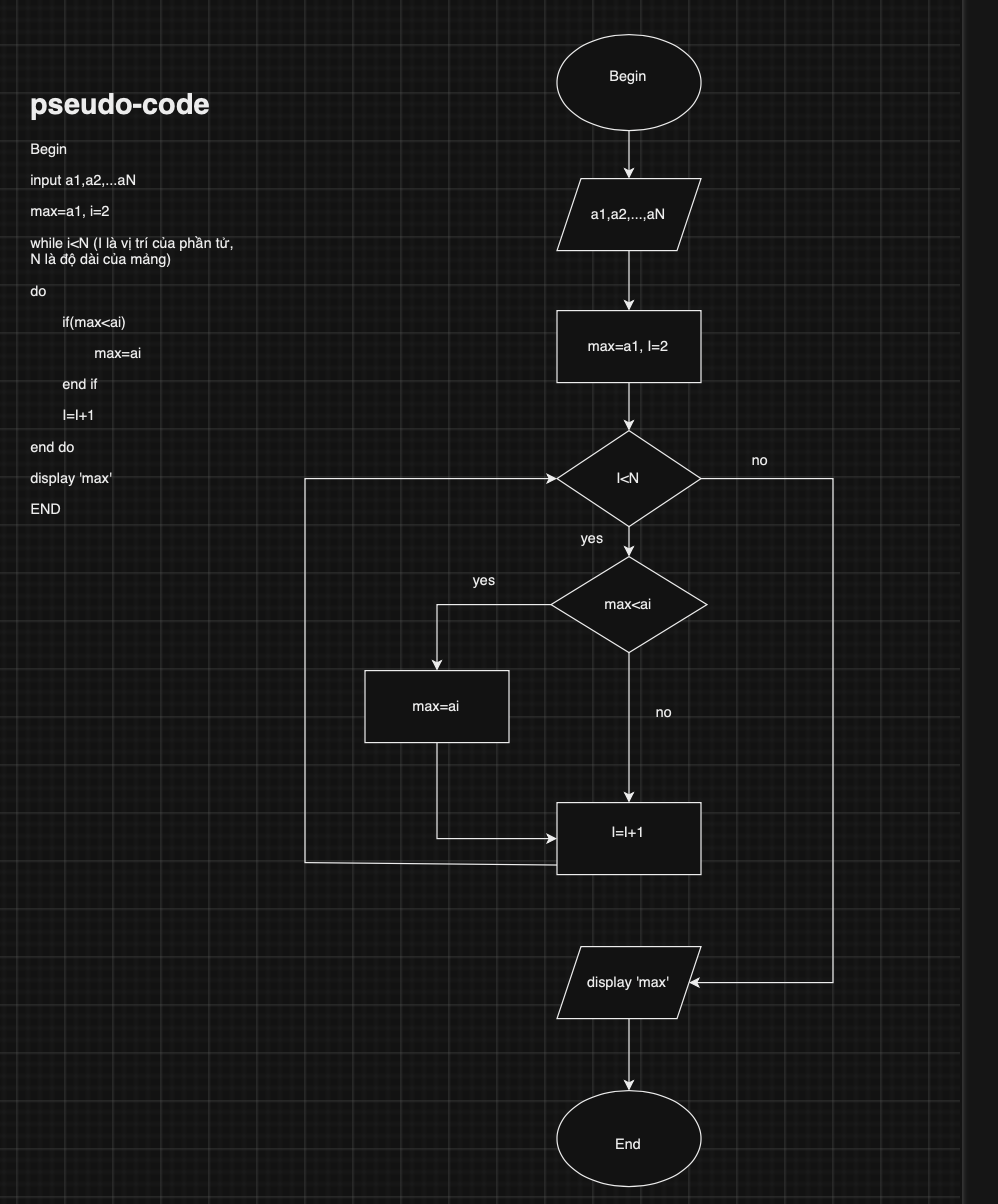 pseudo-code
Begin
input a1,a2,...aN
max=a1, i=2
while i<N (I là vị trí của phần tử,
N là độ dài của mảng)
do
if(max<ai)
max=ai
end if
I=I+1
end do
display 'max'
END
Begin
a1,a2,...,aN
max=a1, I=2
I<N
no
yes
max<ai
yes
max=ai
no
I=I+1
display 'max'
End